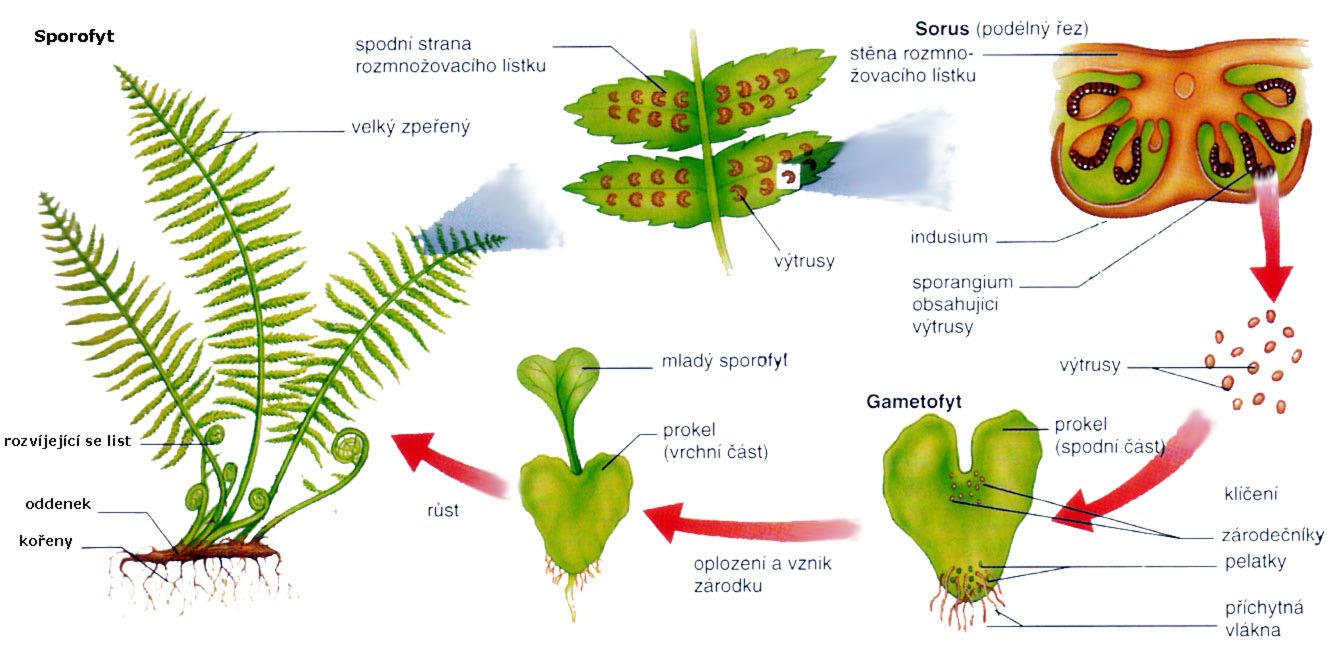 Sporofyt
spodní strana
rozmnožovacího lístku
velký zpeřený
výtrusy
Sorus (podélný řez)
stěna rozmno-
žovacího lístku
indusium
sporangium
obsahující
výtrusy
výtrusy
Gametofyt
prokel
(spodní část)
klíčení
zárodečníky
pelatky
příchytná
vlákna
oplození a vznik
zárodku
mladý sporofyt
prokel
(vrchní část)
růst
rozvíjející se list
oddenek
kořeny